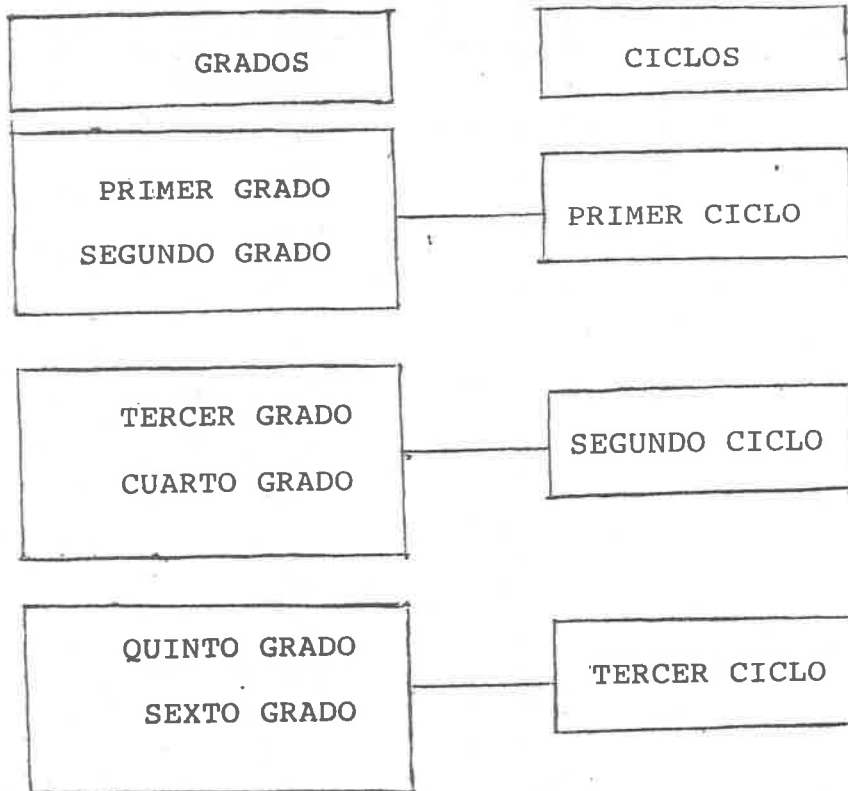 GRADOS
CICLOS
PRIMER GRADO
SEGUNDO GRADO
PRIMER CICLO
TERCER GRADO
CUARTO GRADO
SEGUNDO CICLO
QUINTO GRADO
SEXTO GRADO
TERCER CICLO